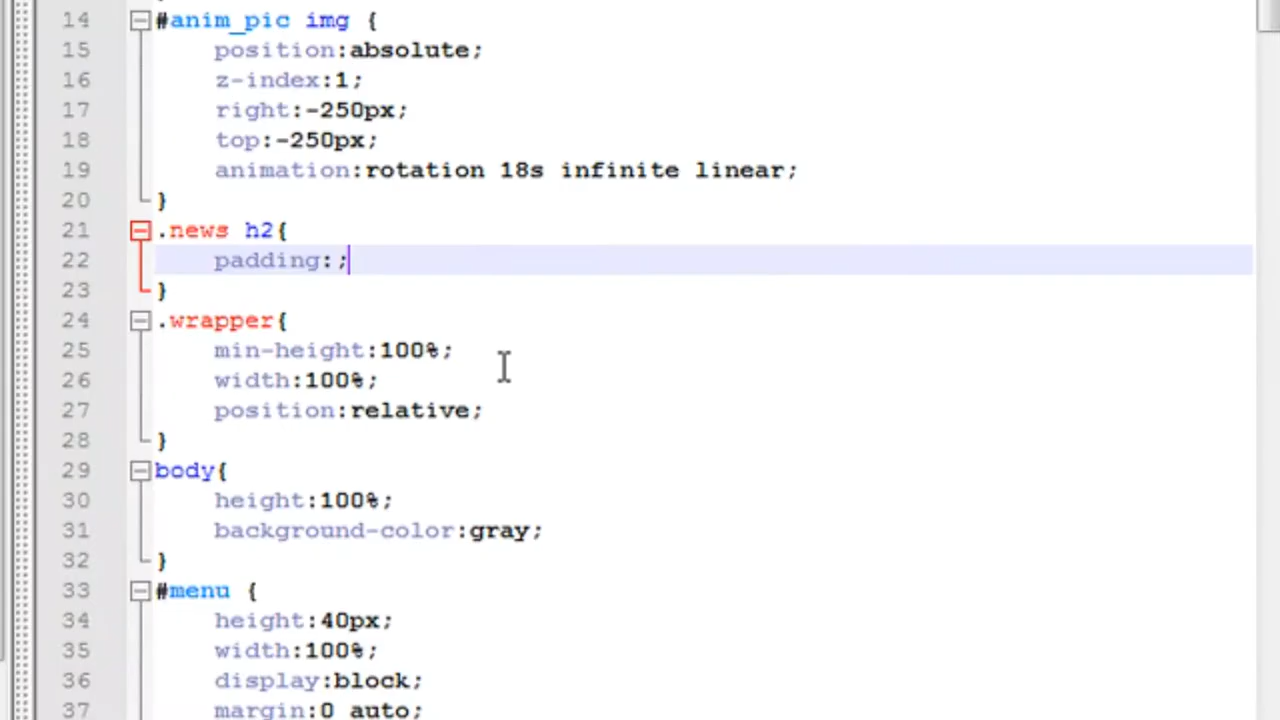 14 #anim_pic img {
15 position:absolute;
16 z-index:1;
17 right:-250px;
18 top:-250px;
19 animation:rotation 18s infinite linear;
20 }
21 .news h2{
22 padding:;
23 }
24 .wrapper{
25 min-height:100%;
26 width:100%;
27 position:relative;
28 }
29 body{
30 height:100%;
31 background-color:gray;
32 }
33 #menu {
34 height:40px;
35 width:100%;
36 display:block;
37 margin:0 auto;